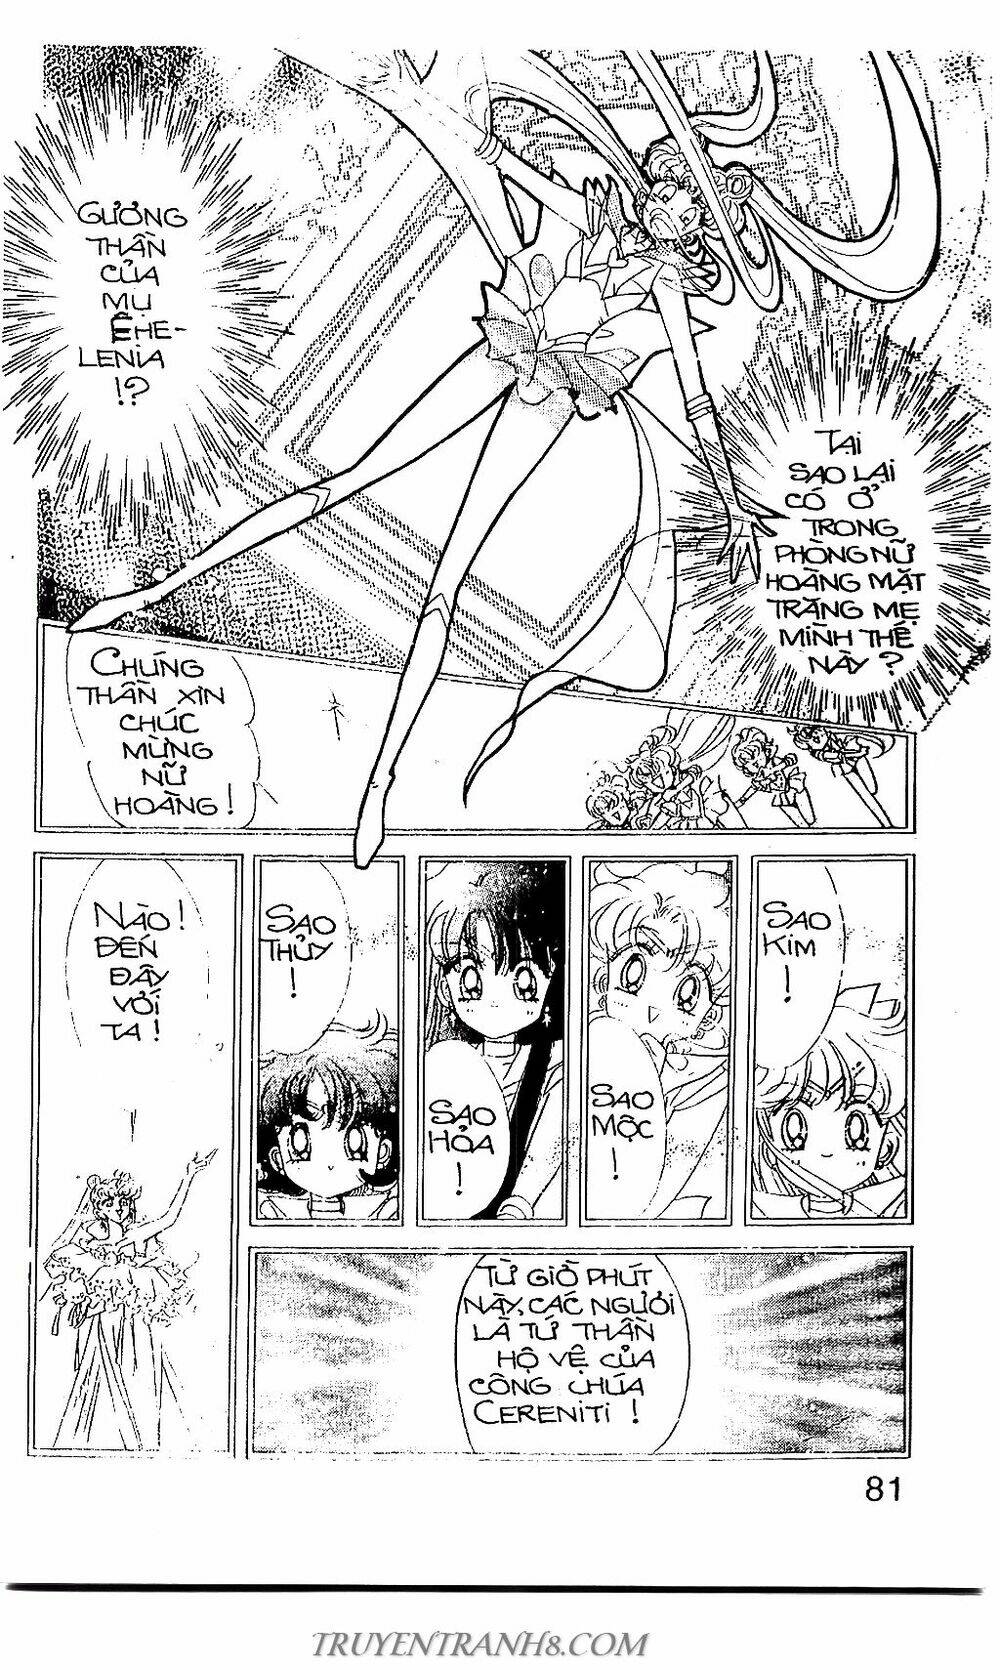 GƯƠNG
THẦN
CỦA
MỤ
ÊHE-
LENIA
!?
TẠI
SAO LẠI
CÓ Ở
TRONG
PHÒNG NỮ
HOÀNG MẶT
TRĂNG MẸ
MÌNH THẾ
NÀY?
CHÚNG
THẦN XIN
CHÚC
MỪNG
NỮ
HOÀNG!
NÀO!
ĐẾN
ĐÂY
VỚI
TA!
SAO
THỦY
!
SAO
HỎA
!
SAO
MỘC
!
SAO
KIM
!
TỪ GIỜ PHÚT
NÀY, CÁC NGƯỜI
LÀ TỨ THẦN
HỘ VỆ CỦA
CÔNG CHÚA
CERENITI!
81
TRUYENTRANH8.COM